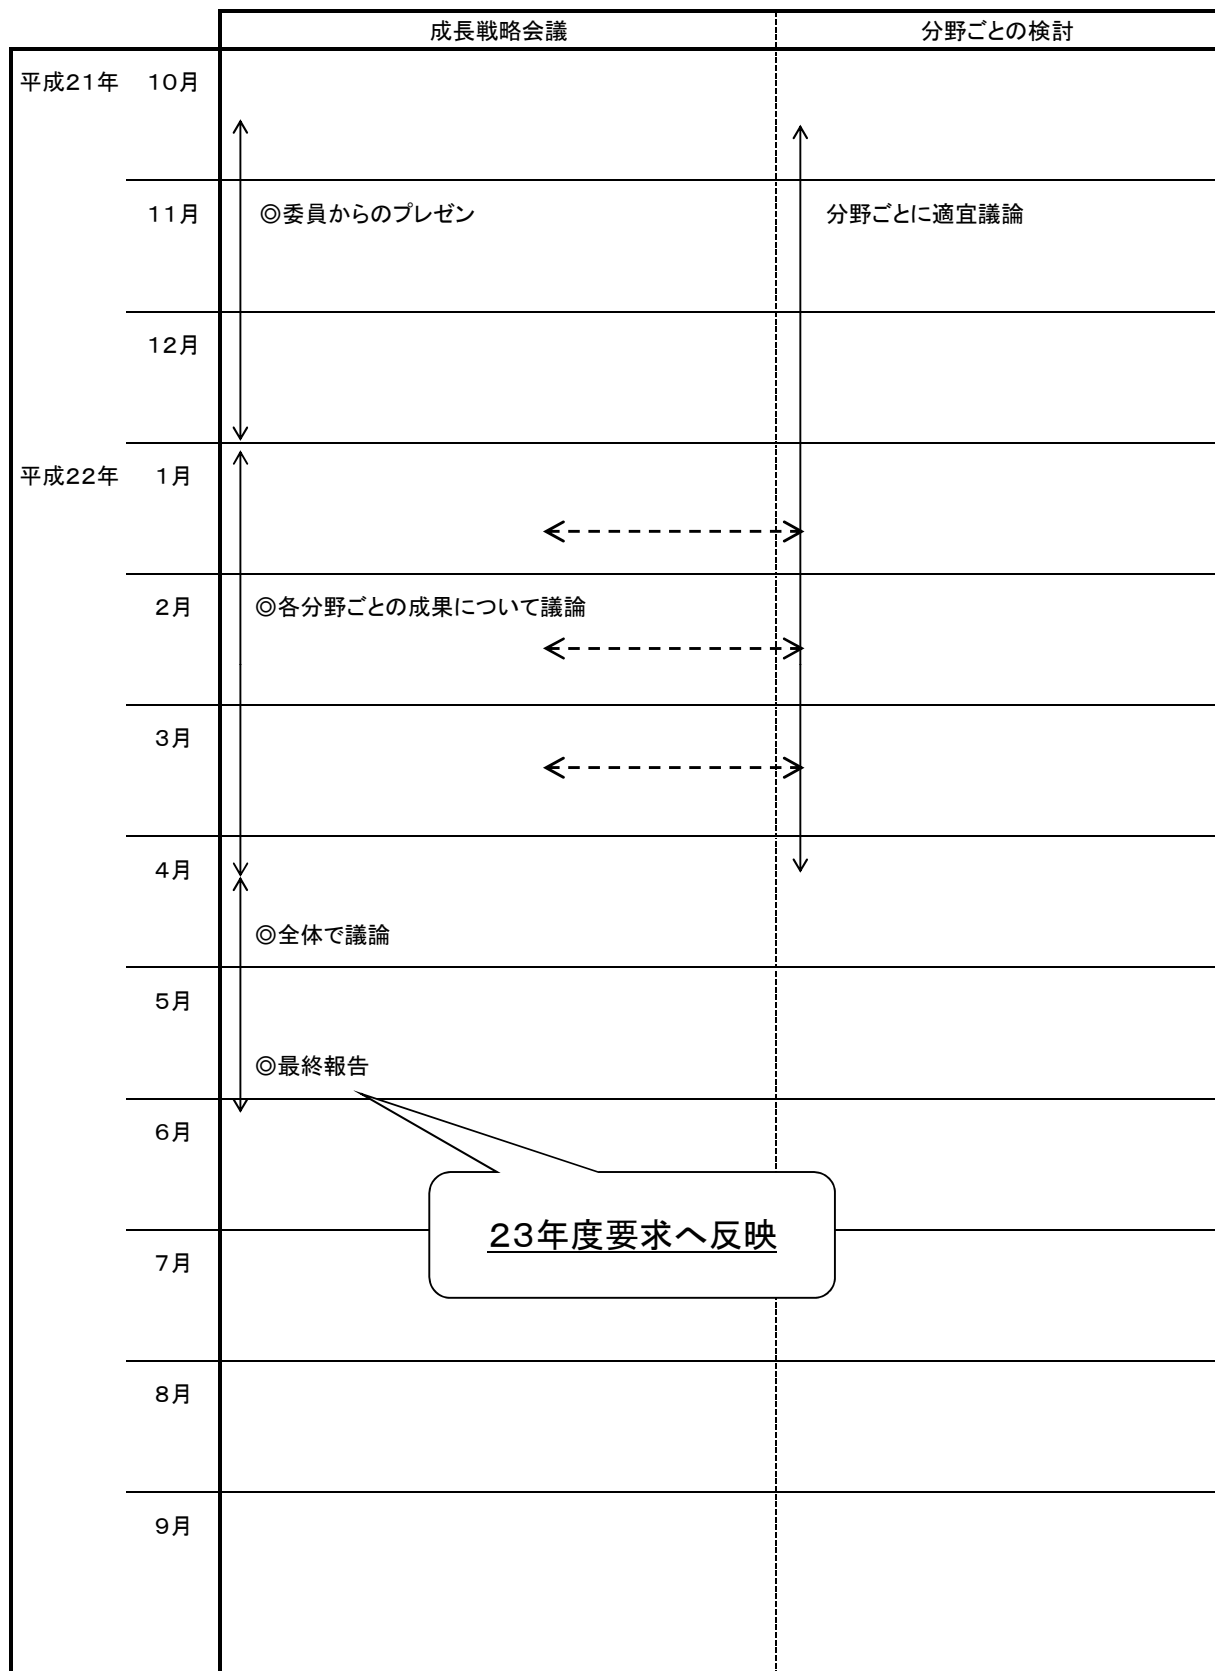 成長戦略会議 分野ごとの検討
平成21年 10月
11月 ◎委員からのプレゼン 分野ごとに適宜議論
12月
平成22年 1月
2月 ◎各分野ごとの成果について議論
3月
4月
◎全体で議論
5月
◎最終報告
6月
23年度要求へ反映
7月
8月
9月